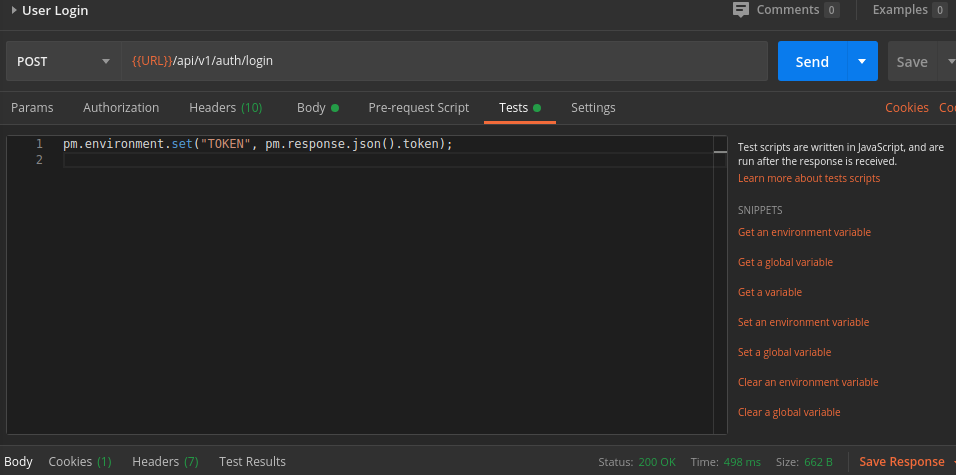 User Login Comments 0 Examples 0
POST {{URL}}/api/v1/auth/login Send Save
Params Authorization Headers (10) Body Pre-request Script Tests Settings Cookies Co
1 pm.environment.set("TOKEN", pm.response.json().token);
2
Test scripts are written in JavaScript, and are
run after the response is received.
Learn more about tests scripts
SNIPPETS
Get an environment variable
Get a global variable
Get a variable
Set an environment variable
Set a global variable
Clear an environment variable
Clear a global variable
Body Cookies (1) Headers (7) Test Results Status: 200 OK Time: 498 ms Size: 662 B Save Response